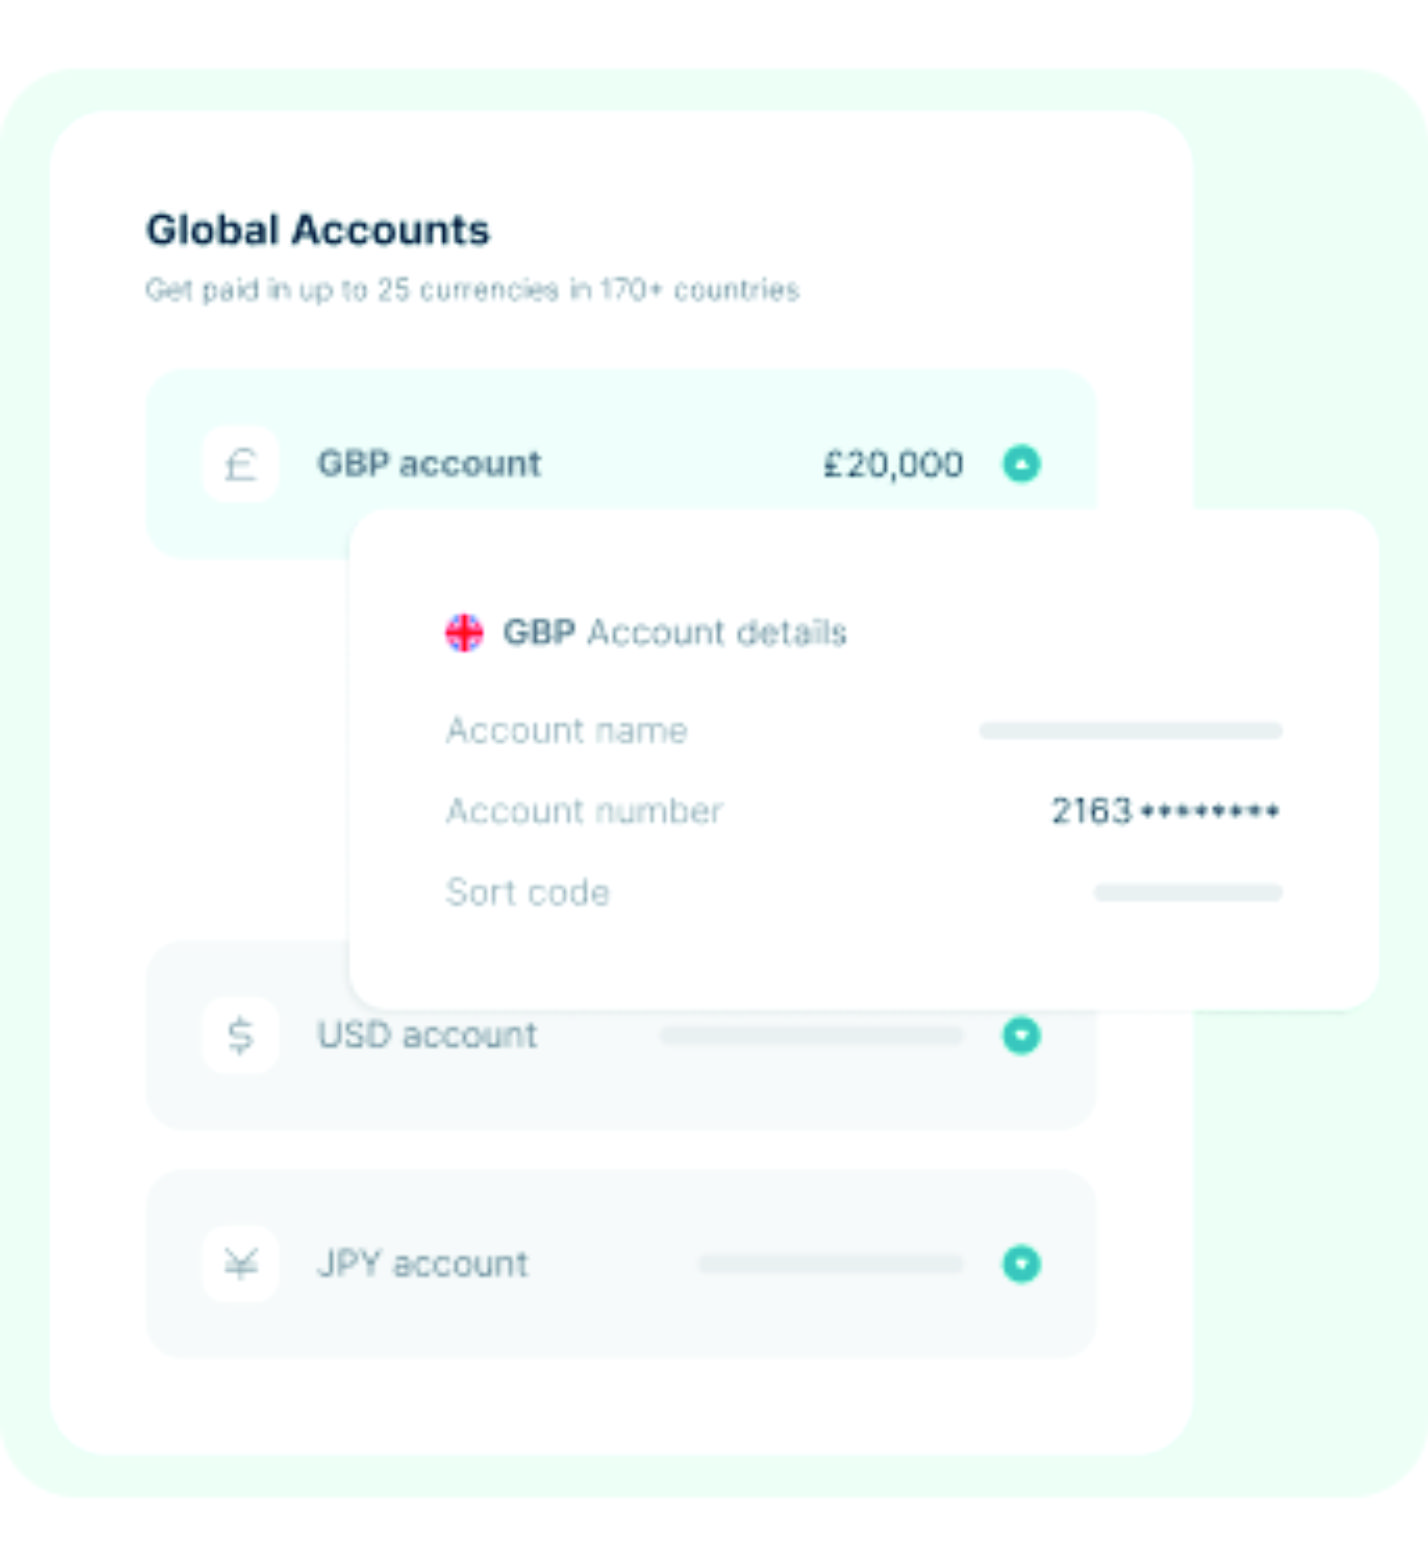 Global Accounts
Get paid in up to 25 currencies in 170+ countries
£ GBP account £20,000
GBP Account details
Account name
Account number 2163********
Sort code
$ USD account
¥ JPY account